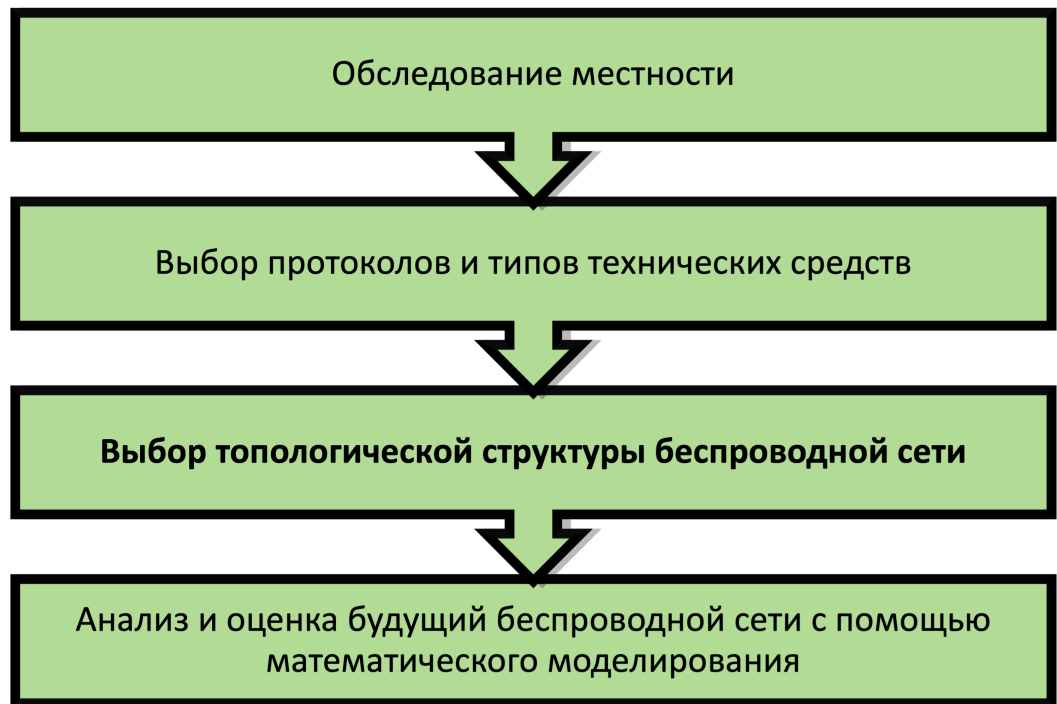 Обследование местности
Выбор протоколов и типов технических средств
Выбор топологической структуры беспроводной сети
Анализ и оценка будущий беспроводной сети с помощью
математического моделирования